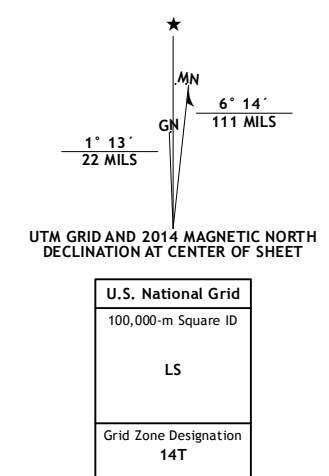 ★
MN
6° 14´
111 MILS
GN
1° 13´
22 MILS
UTM GRID AND 2014 MAGNETIC NORTH
DECLINATION AT CENTER OF SHEET
U.S. National Grid
100,000-m Square ID
LS
Grid Zone Designation
14T